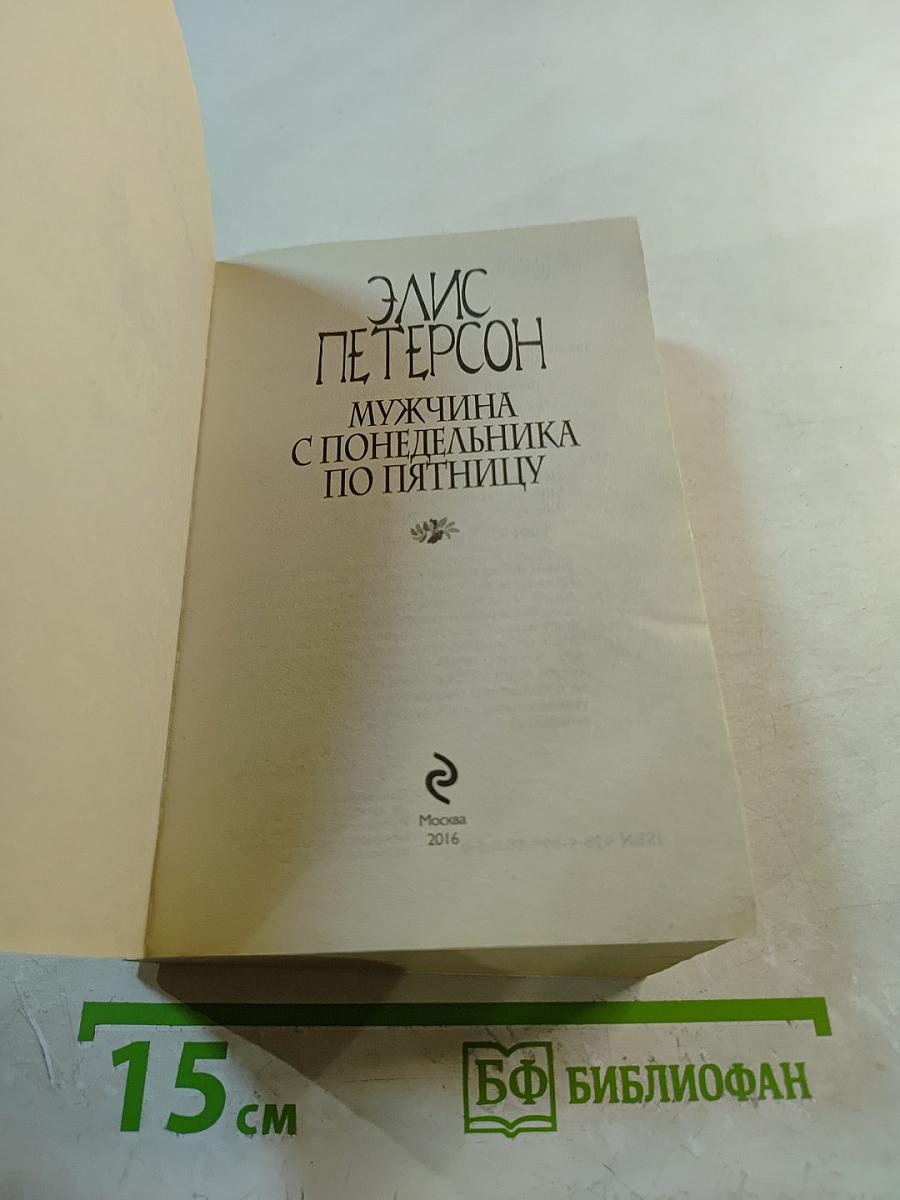 ЭЛИС
ПЕТЕРСОН
МУЖЧИНА
С ПОНЕДЕЛЬНИКА
ПО ПЯТНИЦУ
Москва
2016
15 см
БФ БИБЛИОФАН